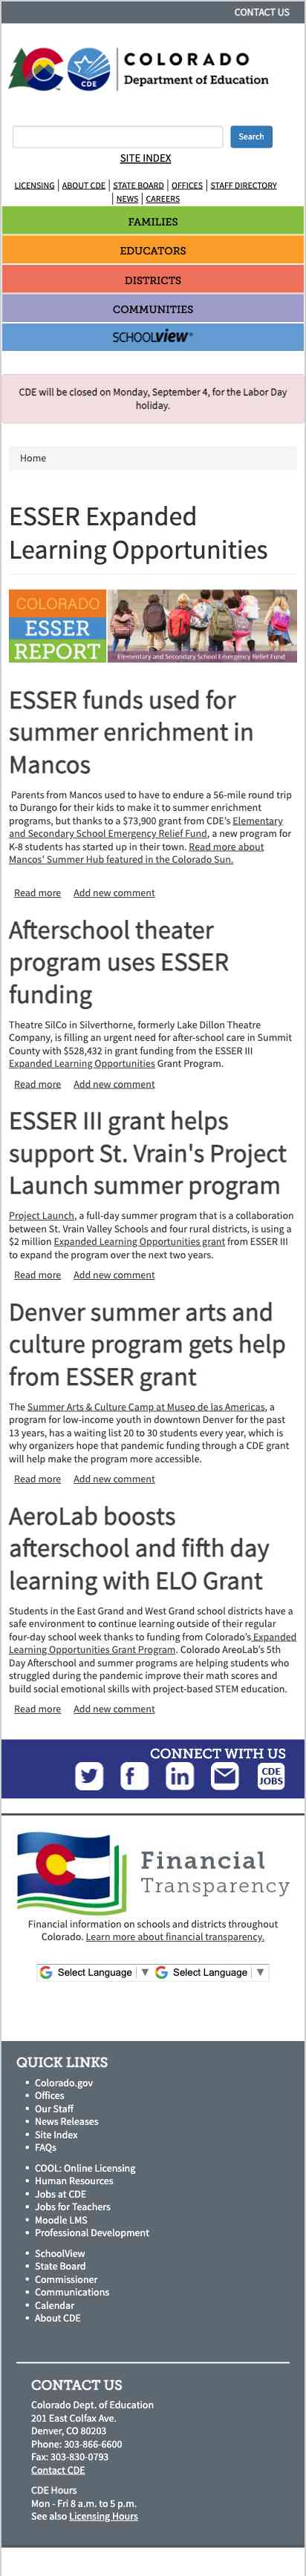 CONTACT US
CDE
COLORADO
Department of Education
Search
SITE INDEX
LICENSING | ABOUT CDE | STATE BOARD | OFFICES | STAFF DIRECTORY
| NEWS | CAREERS
FAMILIES
EDUCATORS
DISTRICTS
COMMUNITIES
SCHOOLVIEW®
CDE will be closed on Monday, September 4, for the Labor Day
holiday.
Home
ESSER Expanded
Learning Opportunities
COLORADO
ESSER
REPORT
Elementary and Secondary School Emergency Relief Fund
ESSER funds used for
summer enrichment in
Mancos
Parents from Mancos used to have to endure a 56-mile round trip
to Durango for their kids to make it to summer enrichment
programs, but thanks to a $73,900 grant from CDE's Elementary
and Secondary School Emergency Relief Fund, a new program for
K-8 students has started up in their town. Read more about
Mancos' Summer Hub featured in the Colorado Sun.
Read more Add new comment
Afterschool theater
program uses ESSER
funding
Theatre SilCo in Silverthorne, formerly Lake Dillon Theatre
Company, is filling an urgent need for after-school care in Summit
County with $528,432 in grant funding from the ESSER III
Expanded Learning Opportunities Grant Program.
Read more Add new comment
ESSER III grant helps
support St. Vrain's Project
Launch summer program
Project Launch, a full-day summer program that is a collaboration
between St. Vrain Valley Schools and four rural districts, is using
$2 million Expanded Learning Opportunities grant from ESSER III
to expand the program over the next two years.
Read more Add new comment
Denver summer arts and
culture program gets help
from ESSER grant
The Summer Arts & Culture Camp at Museo de las Americas, a
program for low-income youth in downtown Denver for the past
13 years, has a waiting list 20 to 30 students every year, which is
why organizers hope that pandemic funding through a CDE grant
will help make the program more accessible.
Read more Add new comment
AeroLab boosts
afterschool and fifth day
learning with ELO Grant
Students in the East Grand and West Grand school districts have a
safe environment to continue learning outside of their regular
four-day school week thanks to funding from Colorado's Expanded
Learning Opportunities Grant Program. Colorado AreoLab's 5th
Day Afterschool and summer programs are helping students who
struggled during the pandemic improve their math scores and
build social emotional skills with project-based STEM education.
Read more Add new comment
CONNECT WITH US
CDE
JOBS
Financial
Transparency
Financial information on schools and districts throughout
Colorado. Learn more about financial transparency.
Select Language ▼ Select Language ▼
QUICK LINKS
Colorado.gov
Offices
Our Staff
News Releases
Site Index
FAQs
COOL: Online Licensing
Human Resources
Jobs at CDE
Jobs for Teachers
Moodle LMS
Professional Development
SchoolView
State Board
Commissioner
Communications
Calendar
About CDE
CONTACT US
Colorado Dept. of Education
201 East Colfax Ave.
Denver, CO 80203
Phone: 303-866-6600
Fax: 303-830-0793
Contact CDE
CDE Hours
Mon - Fri 8 a.m. to 5 p.m.
See also Licensing Hours